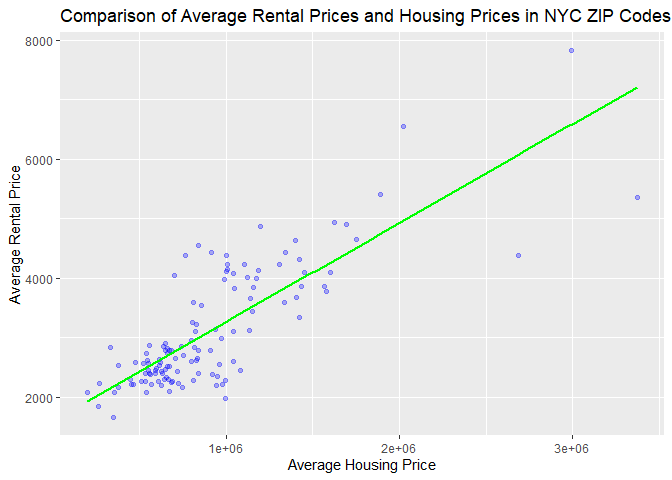 Comparison of Average Rental Prices and Housing Prices in NYC ZIP Codes
8000
6000
4000
2000
Average Rental Price
1e+06
2e+06
3e+06
Average Housing Price